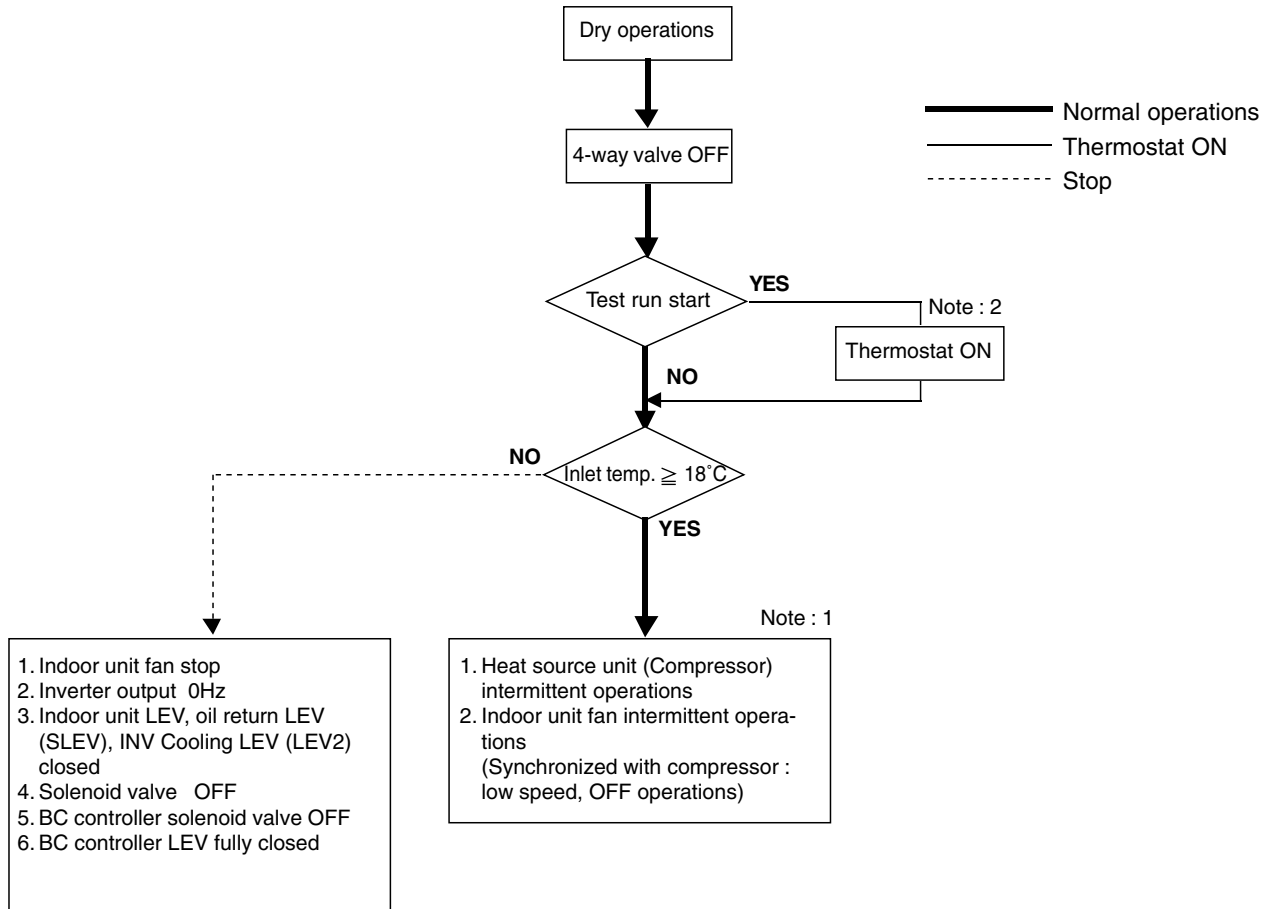 Dry operations
Normal operations
Thermostat ON
Stop
4-way valve OFF
Test run start
YES
Note : 2
Thermostat ON
NO
Inlet temp. ≧ 18˚C
NO
YES
Note : 1
1. Indoor unit fan stop
2. Inverter output 0Hz
3. Indoor unit LEV, oil return LEV
(SLEV), INV Cooling LEV (LEV2)
closed
4. Solenoid valve OFF
5. BC controller solenoid valve OFF
6. BC controller LEV fully closed
1. Heat source unit (Compressor)
intermittent operations
2. Indoor unit fan intermittent opera-
tions
(Synchronized with compressor :
low speed, OFF operations)